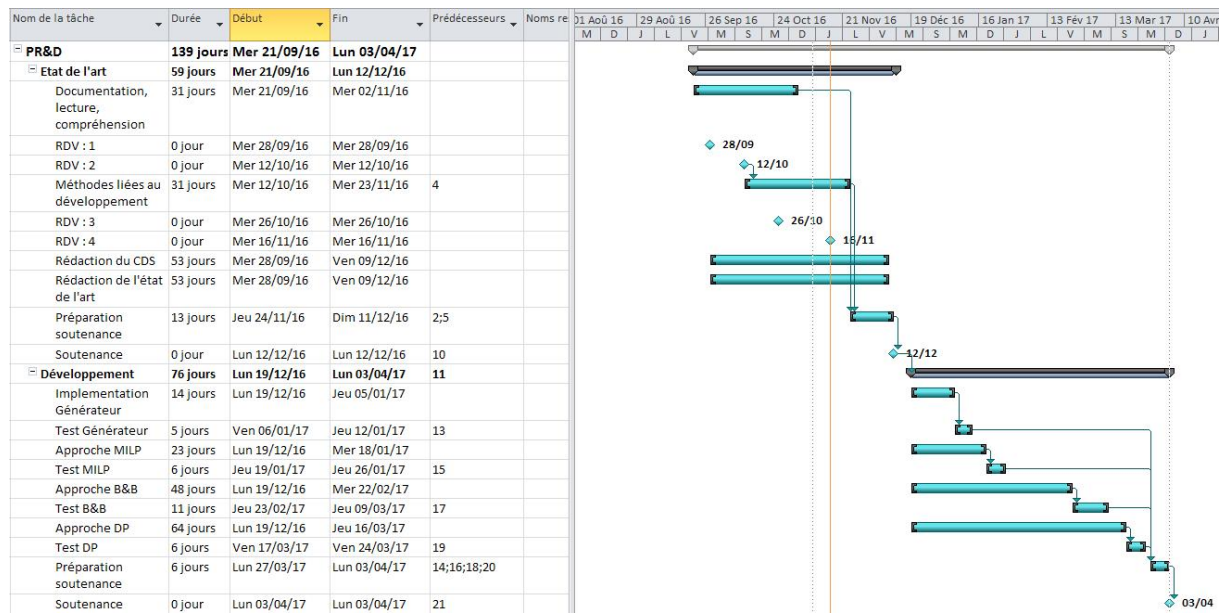 Nom de la tâche Durée Début Fin Prédécesseurs Noms re
01 Aoû 16 29 Aoû 16 26 Sep 16 24 Oct 16 21 Nov 16 19 Déc 16 16 Jan 17 13 Fév 17 13 Mar 17 10 Avr
M D J L V M S M D J L V M S M D J L V M S M D J
PR&D 139 jours Mer 21/09/16 Lun 03/04/17
Etat de l'art 59 jours Mer 21/09/16 Lun 12/12/16
Documentation, 31 jours Mer 21/09/16 Mer 02/11/16
lecture,
compréhension
RDV : 1 0 jour Mer 28/09/16 Mer 28/09/16 28/09
RDV : 2 0 jour Mer 12/10/16 Mer 12/10/16 12/10
Méthodes liées au 31 jours Mer 12/10/16 Mer 23/11/16 4
développement
RDV : 3 0 jour Mer 26/10/16 Mer 26/10/16 26/10
RDV : 4 0 jour Mer 16/11/16 Mer 16/11/16 16/11
Rédaction du CDS 53 jours Mer 28/09/16 Ven 09/12/16
Rédaction de l'état 53 jours Mer 28/09/16 Ven 09/12/16
de l'art
Préparation 13 jours Jeu 24/11/16 Dim 11/12/16 2;5
soutenance
Soutenance 0 jour Lun 12/12/16 Lun 12/12/16 10 12/12
Développement 76 jours Lun 19/12/16 Lun 03/04/17 11
Implementation 14 jours Lun 19/12/16 Jeu 05/01/17
Générateur
Test Générateur 5 jours Ven 06/01/17 Jeu 12/01/17 13
Approche MILP 23 jours Lun 19/12/16 Mer 18/01/17
Test MILP 6 jours Jeu 19/01/17 Jeu 26/01/17 15
Approche B&B 48 jours Lun 19/12/16 Mer 22/02/17
Test B&B 11 jours Jeu 23/02/17 Jeu 09/03/17 17
Approche DP 64 jours Lun 19/12/16 Jeu 16/03/17
Test DP 6 jours Ven 17/03/17 Ven 24/03/17 19
Préparation 6 jours Lun 27/03/17 Lun 03/04/17 14;16;18;20
soutenance
Soutenance 0 jour Lun 03/04/17 Lun 03/04/17 21 03/04